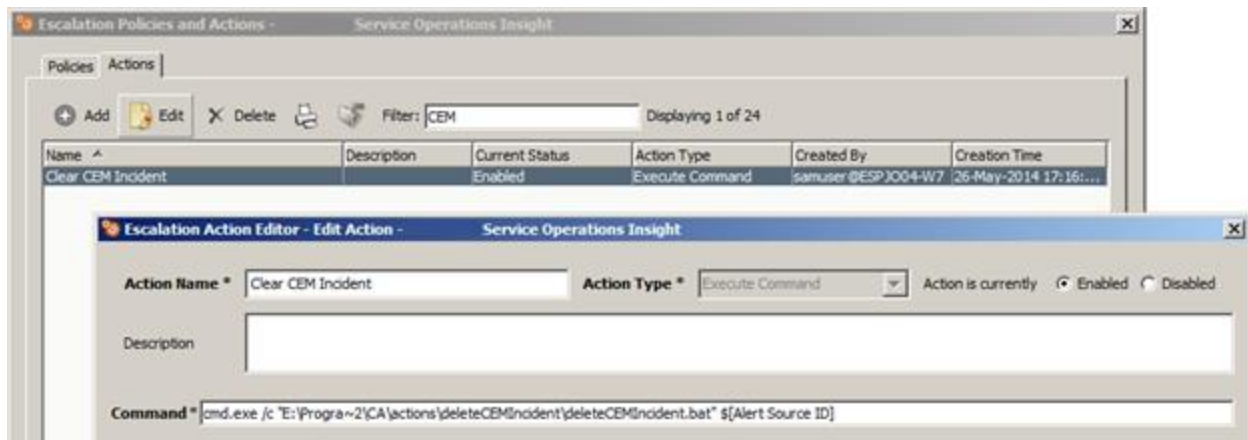 Escalation Policies and Actions - Service Operations Insight
Policies Actions
Add Edit Delete Filter: CEM Displaying 1 of 24
Name Description Current Status Action Type Created By Creation Time
Clear CEM Incident Enabled Execute Command samuser@ESPJO04-W7 26-May-2014 17:16:...
Escalation Action Editor - Edit Action - Service Operations Insight
Action Name * Clear CEM Incident Action Type * Execute Command Action is currently Enabled Disabled
Description
Command * cmd.exe /c "E:\Progra~2\CA\actions\deleteCEMIncident\deleteCEMIncident.bat" $[Alert Source ID]